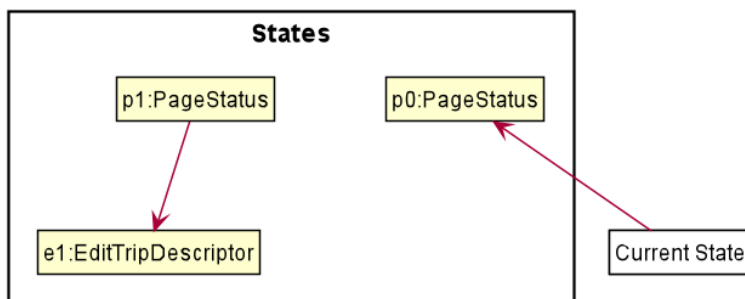 States
p1:PageStatus
p0:PageStatus
e1:EditTripDescriptor
Current State